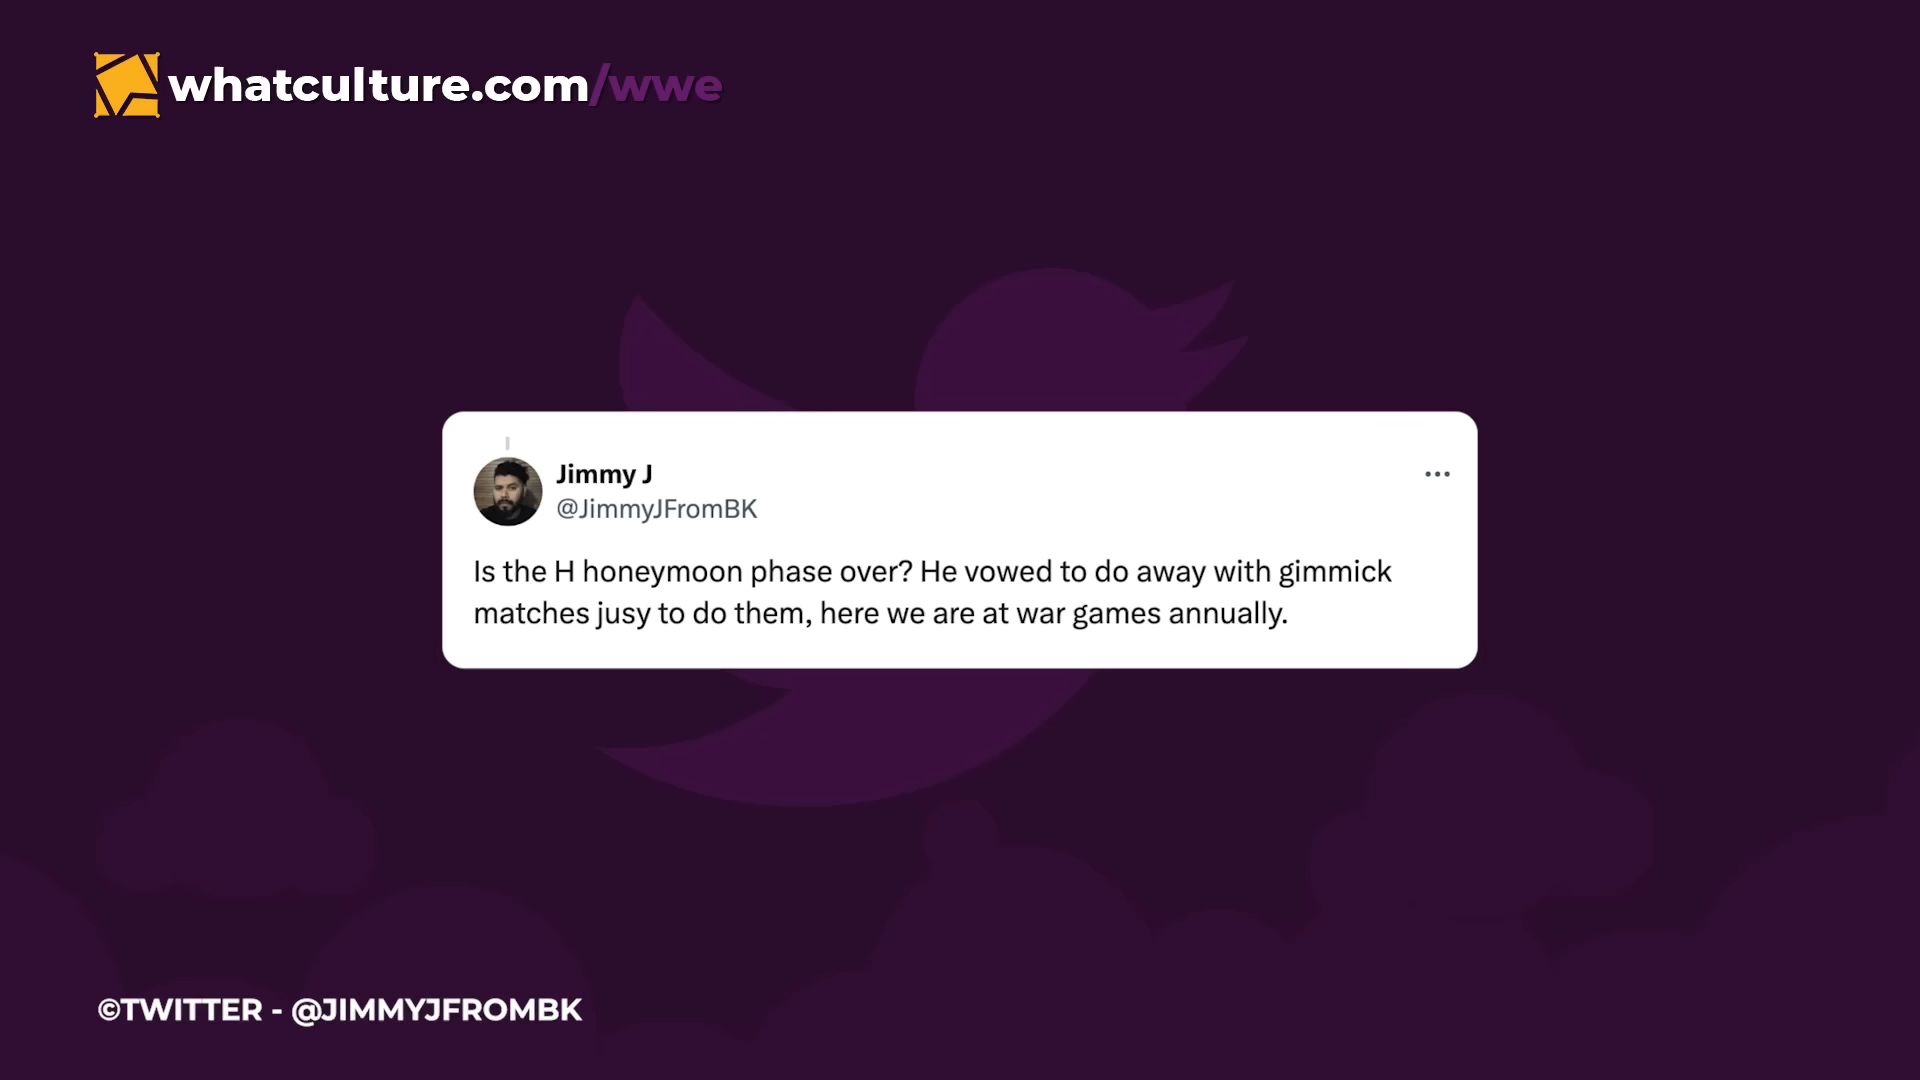 whatculture.com/wwe
Jimmy J
@JimmyJFromBK
Is the H honeymoon phase over? He vowed to do away with gimmick
matches jusy to do them, here we are at war games annually.
©TWITTER - @JIMMYJFROMBK